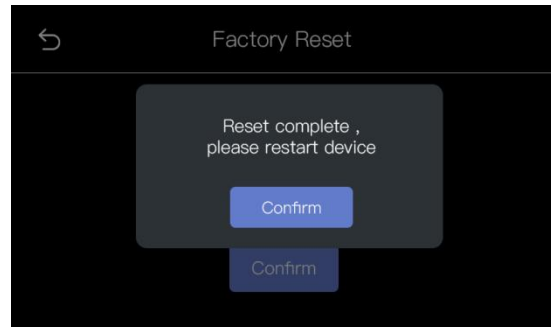 Factory Reset
Reset complete ,
please restart device
Confirm
Confirm